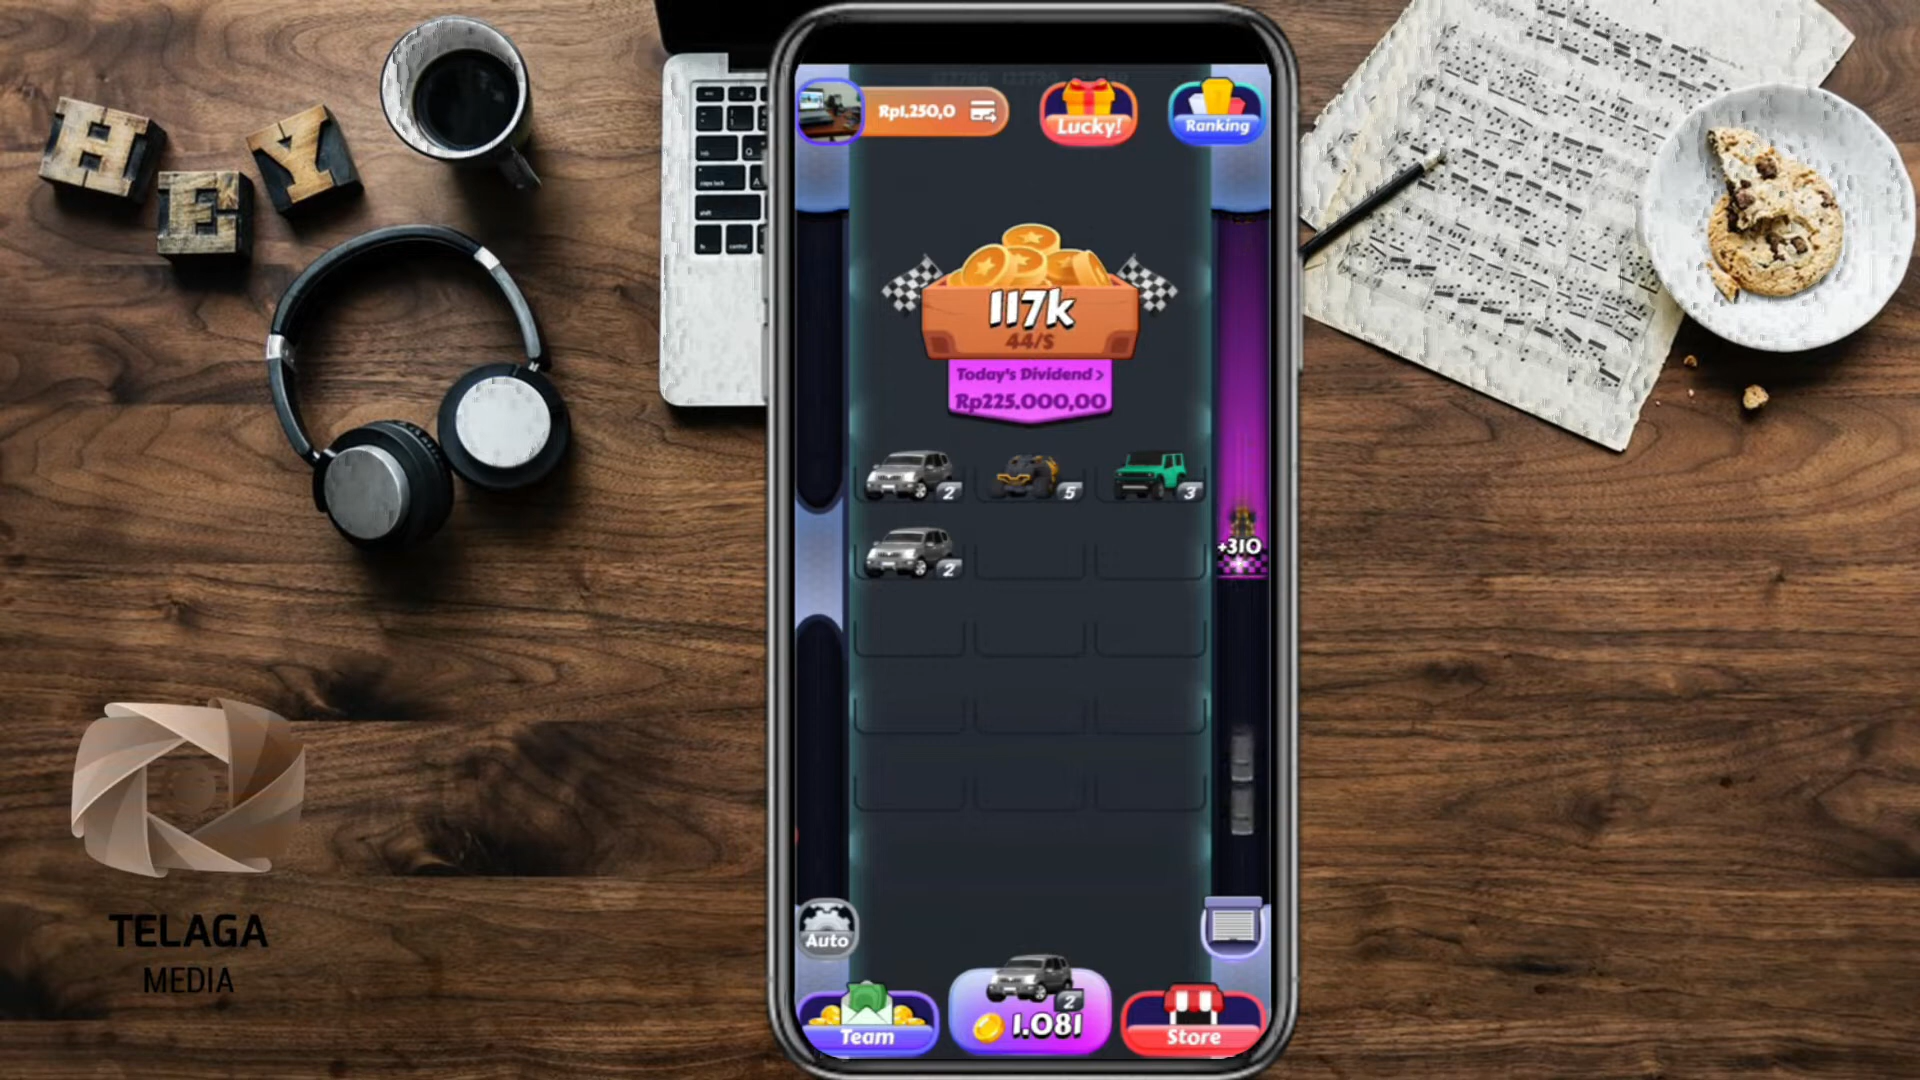 HEY
Rp1.250,0
Lucky!
Ranking
117k
44/S
Today's Dividend >
Rp225.000,00
2
5
3
2
+310
Auto
2
1.081
Team
Store
TELAGA
MEDIA